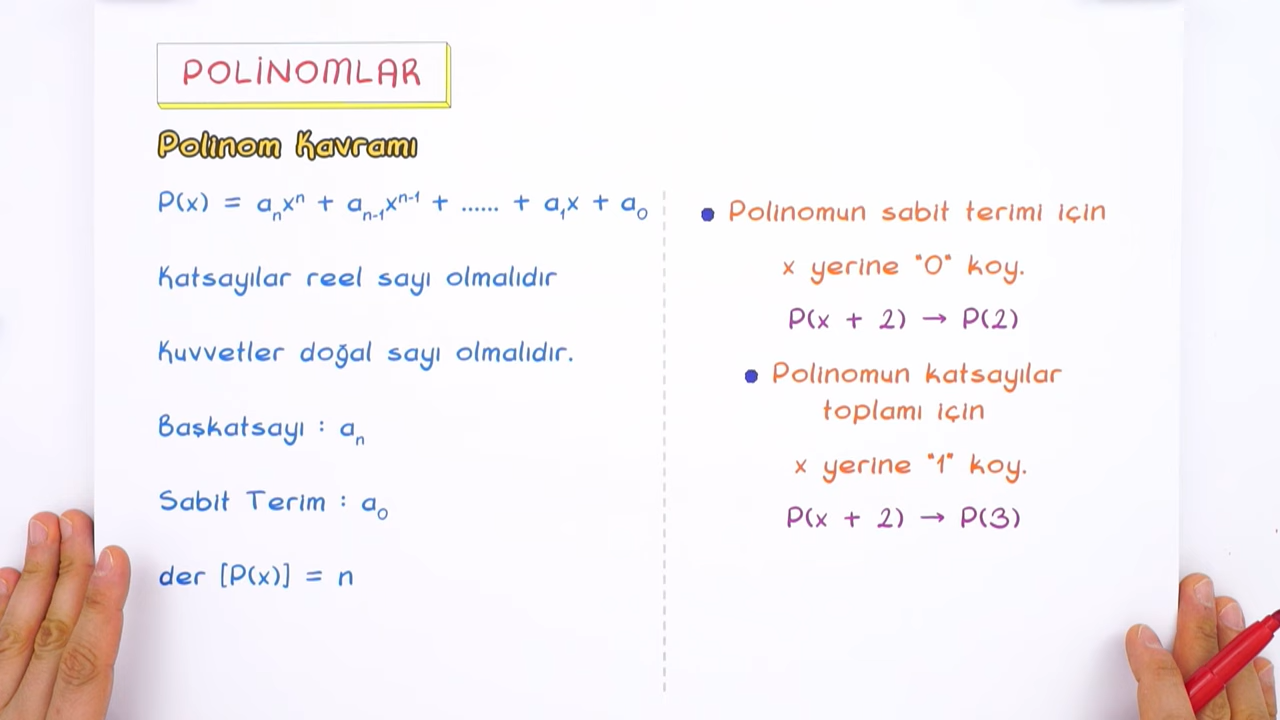 POLİNOMLAR
Polinom Kavramı
P(x) = aₙxⁿ + aₙ₋₁xⁿ⁻¹ + ...... + a₁x + a₀
Katsayılar reel sayı olmalıdır
Kuvvetler doğal sayı olmalıdır.
Başkatsayı : aₙ
Sabit Terim : a₀
der [P(x)] = n
• Polinomun sabit terimi için
x yerine "0" koy.
P(x + 2) → P(2)
• Polinomun katsayılar
toplamı için
x yerine "1" koy.
P(x + 2) → P(3)